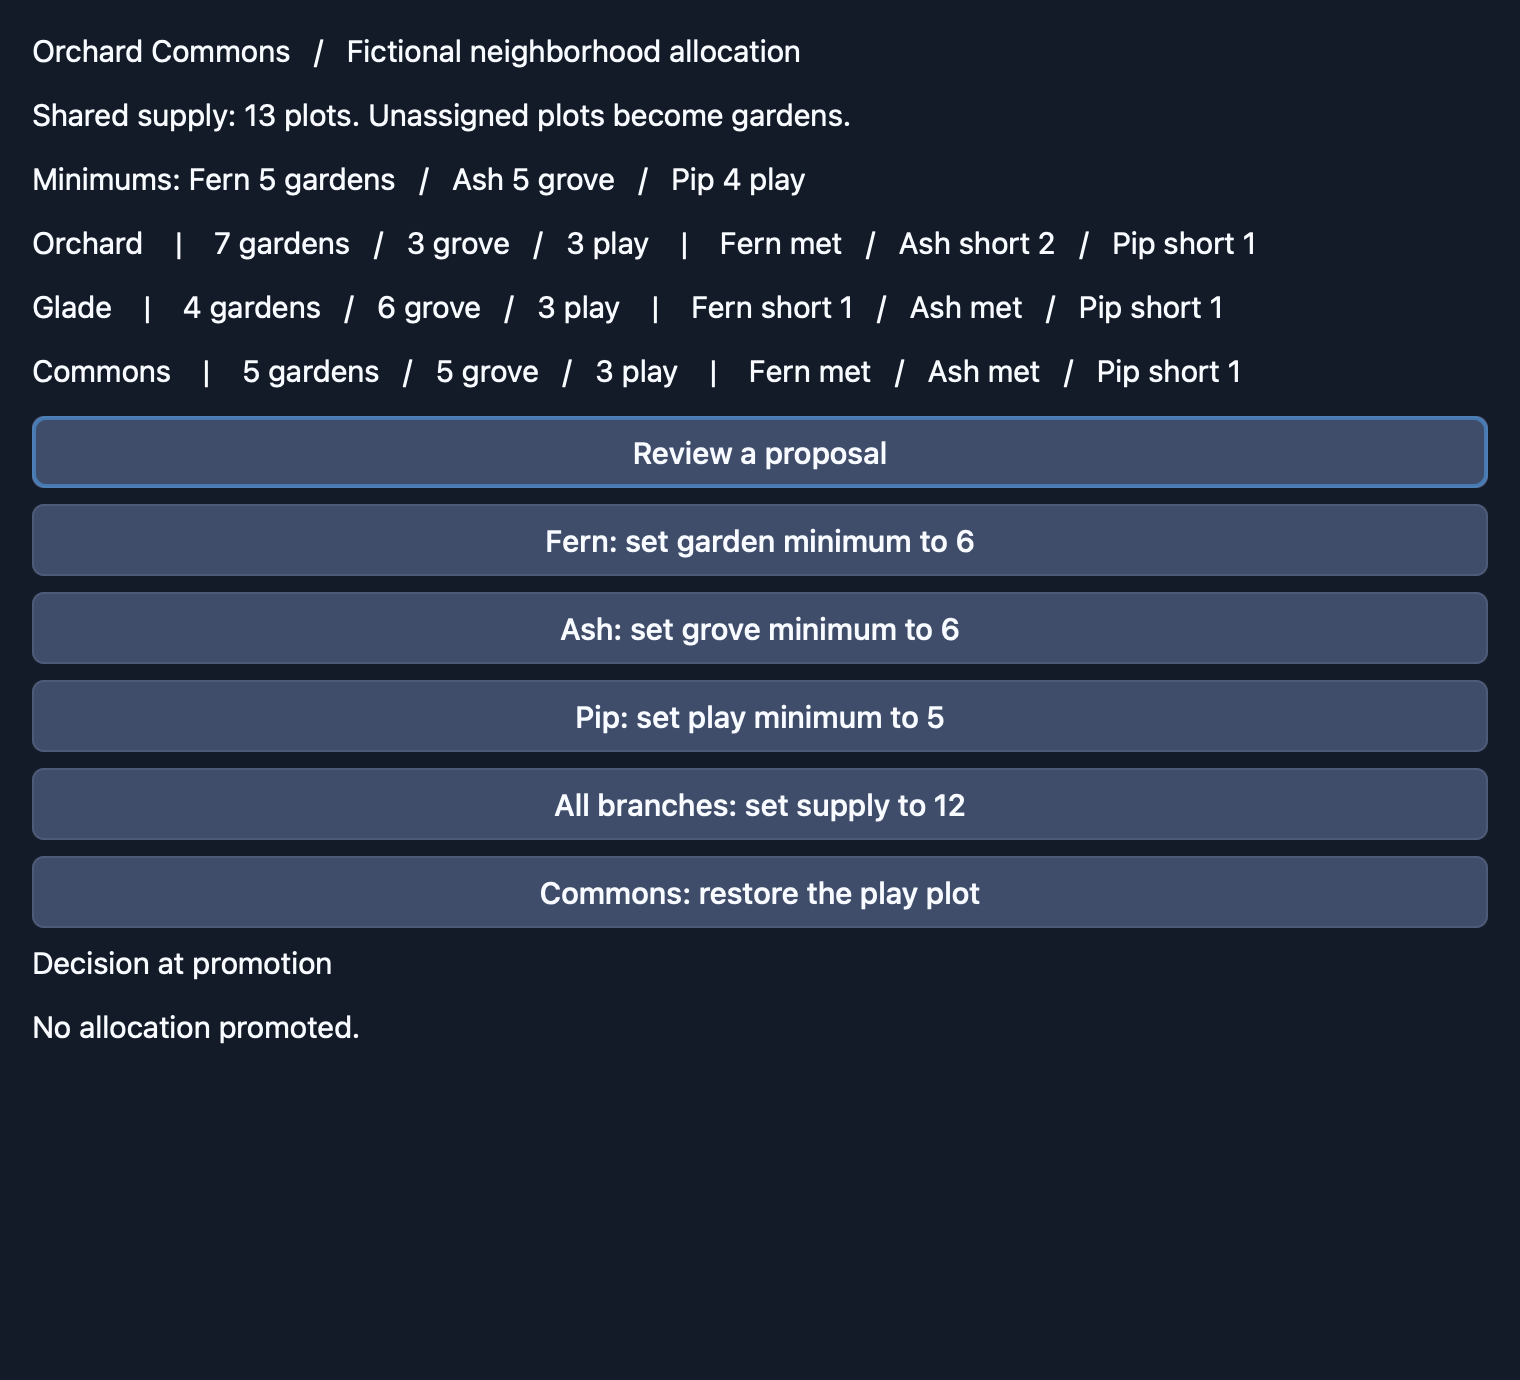 Orchard Commons / Fictional neighborhood allocation
Shared supply: 13 plots. Unassigned plots become gardens.
Minimums: Fern 5 gardens / Ash 5 grove / Pip 4 play
Orchard | 7 gardens / 3 grove / 3 play | Fern met / Ash short 2 / Pip short 1
Glade | 4 gardens / 6 grove / 3 play | Fern short 1 / Ash met / Pip short 1
Commons | 5 gardens / 5 grove / 3 play | Fern met / Ash met / Pip short 1
Review a proposal
Fern: set garden minimum to 6
Ash: set grove minimum to 6
Pip: set play minimum to 5
All branches: set supply to 12
Commons: restore the play plot
Decision at promotion
No allocation promoted.